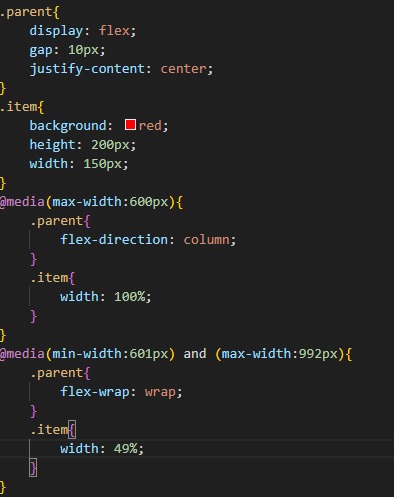 .parent{
    display: flex;
    gap: 10px;
    justify-content: center;
}
.item{
    background: red;
    height: 200px;
    width: 150px;
}
@media(max-width:600px){
    .parent{
        flex-direction: column;
    }
    .item{
        width: 100%;
    }
}
@media(min-width:601px) and (max-width:992px){
    .parent{
        flex-wrap: wrap;
    }
    .item{
        width: 49%;
    }
}